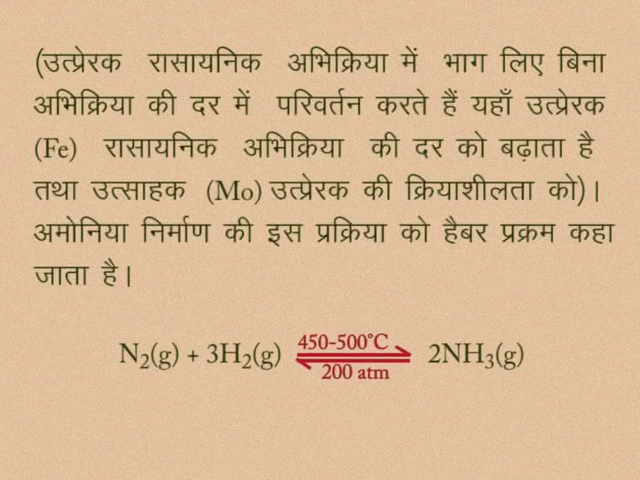 (उत्प्रेरक रासायनिक अभिक्रिया में भाग लिए बिना
अभिक्रिया की दर में परिवर्तन करते हैं यहाँ उत्प्रेरक
(Fe) रासायनिक अभिक्रिया की दर को बढ़ाता है
तथा उत्साहक (Mo) उत्प्रेरक की क्रियाशीलता को)।
अमोनिया निर्माण की इस प्रक्रिया को हैबर प्रक्रम कहा
जाता है।
450-500°C
N₂(g) + 3H₂(g) ⇌ 2NH₃(g)
200 atm